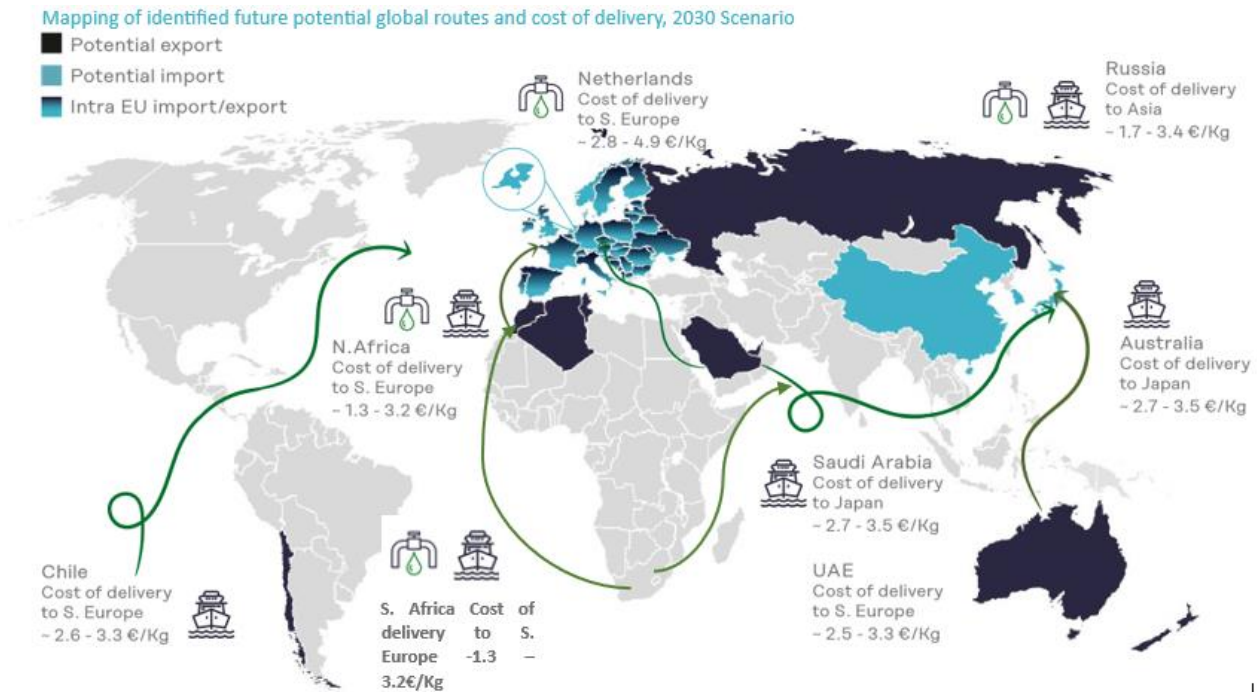 Mapping of identified future potential global routes and cost of delivery, 2030 Scenario
Potential export
Potential import
Intra EU import/export
Netherlands
Cost of delivery
to S. Europe
~ 2.8 - 4.9 €/Kg
Russia
Cost of delivery
to Asia
~ 1.7 - 3.4 €/Kg
N.Africa
Cost of delivery
to S. Europe
~ 1.3 - 3.2 €/Kg
Australia
Cost of delivery
to Japan
~ 2.7 - 3.5 €/Kg
Saudi Arabia
Cost of delivery
to Japan
~ 2.7 - 3.5 €/Kg
Chile
Cost of delivery
to S. Europe
~ 2.6 - 3.3 €/Kg
S. Africa Cost of
delivery to S.
Europe -1.3 –
3.2€/Kg
UAE
Cost of delivery
to S. Europe
~ 2.5 - 3.3 €/Kg